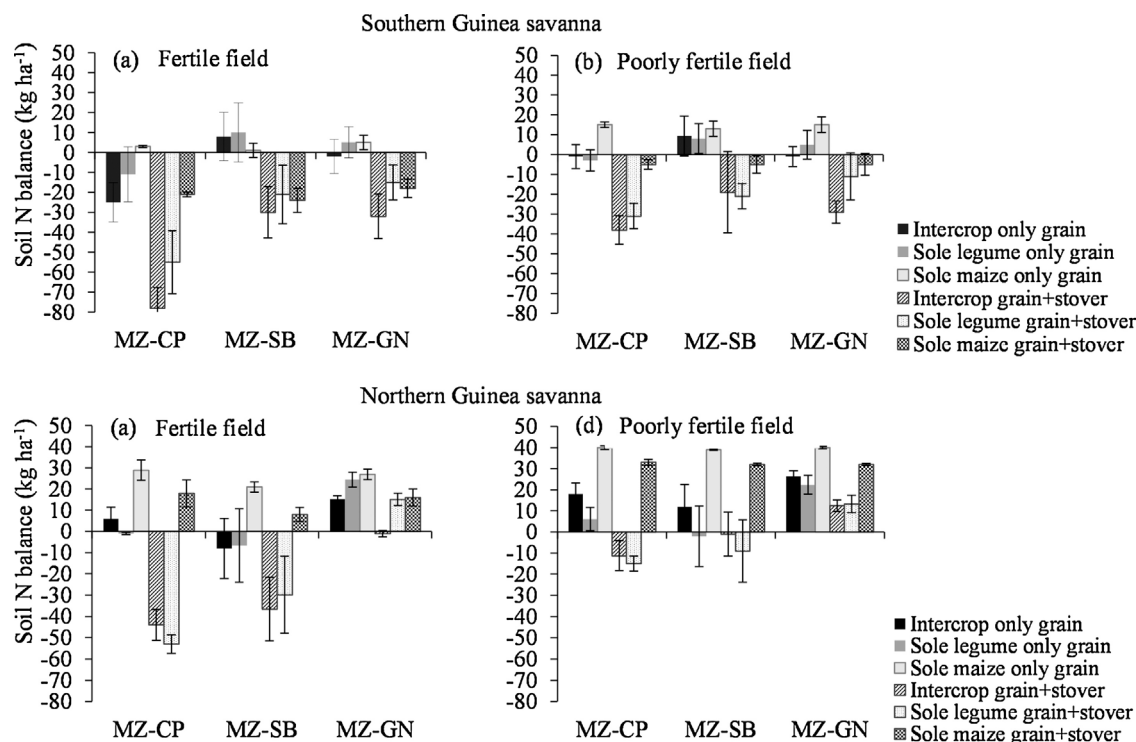 Southern Guinea savanna
(a) Fertile field
(b) Poorly fertile field
Soil N balance (kg ha⁻¹)
50
40
30
20
10
0
-10
-20
-30
-40
-50
-60
-70
-80
MZ-CP MZ-SB MZ-GN
50
40
30
20
10
0
-10
-20
-30
-40
-50
-60
-70
-80
MZ-CP MZ-SB MZ-GN
Intercrop only grain
Sole legume only grain
Sole maize only grain
Intercrop grain+stover
Sole legume grain+stover
Sole maize grain+stover
Northern Guinea savanna
(a) Fertile field
(d) Poorly fertile field
Soil N balance (kg ha⁻¹)
50
40
30
20
10
0
-10
-20
-30
-40
-50
-60
-70
-80
MZ-CP MZ-SB MZ-GN
50
40
30
20
10
0
-10
-20
-30
-40
-50
-60
-70
-80
MZ-CP MZ-SB MZ-GN
Intercrop only grain
Sole legume only grain
Sole maize only grain
Intercrop grain+stover
Sole legume grain+stover
Sole maize grain+stover